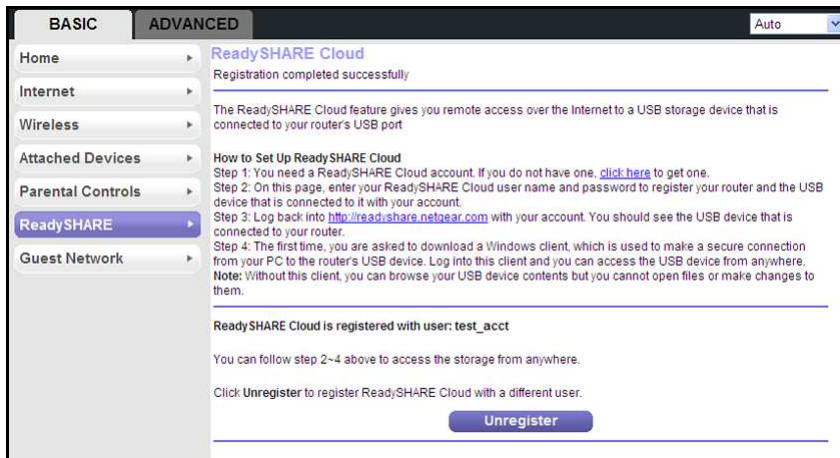 BASIC
ADVANCED
Auto
Home
Internet
Wireless
Attached Devices
Parental Controls
ReadySHARE
Guest Network
ReadySHARE Cloud
Registration completed successfully
The ReadySHARE Cloud feature gives you remote access over the Internet to a USB storage device that is
connected to your router's USB port
How to Set Up ReadySHARE Cloud
Step 1: You need a ReadySHARE Cloud account. If you do not have one, click here to get one.
Step 2: On this page, enter your ReadySHARE Cloud user name and password to register your router and the USB
device that is connected to it with your account.
Step 3: Log back into http://readyshare.netgear.com with your account. You should see the USB device that is
connected to your router.
Step 4: The first time, you are asked to download a Windows client, which is used to make a secure connection
from your PC to the router's USB device. Log into this client and you can access the USB device from anywhere.
Note: Without this client, you can browse your USB device contents but you cannot open files or make changes to
them.
ReadySHARE Cloud is registered with user: test_acct
You can follow step 2~4 above to access the storage from anywhere.
Click Unregister to register ReadySHARE Cloud with a different user.
Unregister